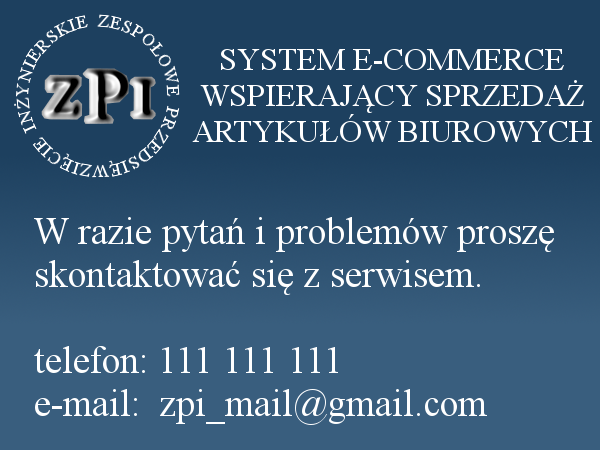 ZESPOŁOWE PRZEDSIĘWZIĘCIE INŻYNIERSKIE
ZPI
SYSTEM E-COMMERCE
WSPIERAJĄCY SPRZEDAŻ
ARTYKUŁÓW BIUROWYCH
W razie pytań i problemów proszę
skontaktować się z serwisem.
telefon: 111 111 111
e-mail: zpi_mail@gmail.com